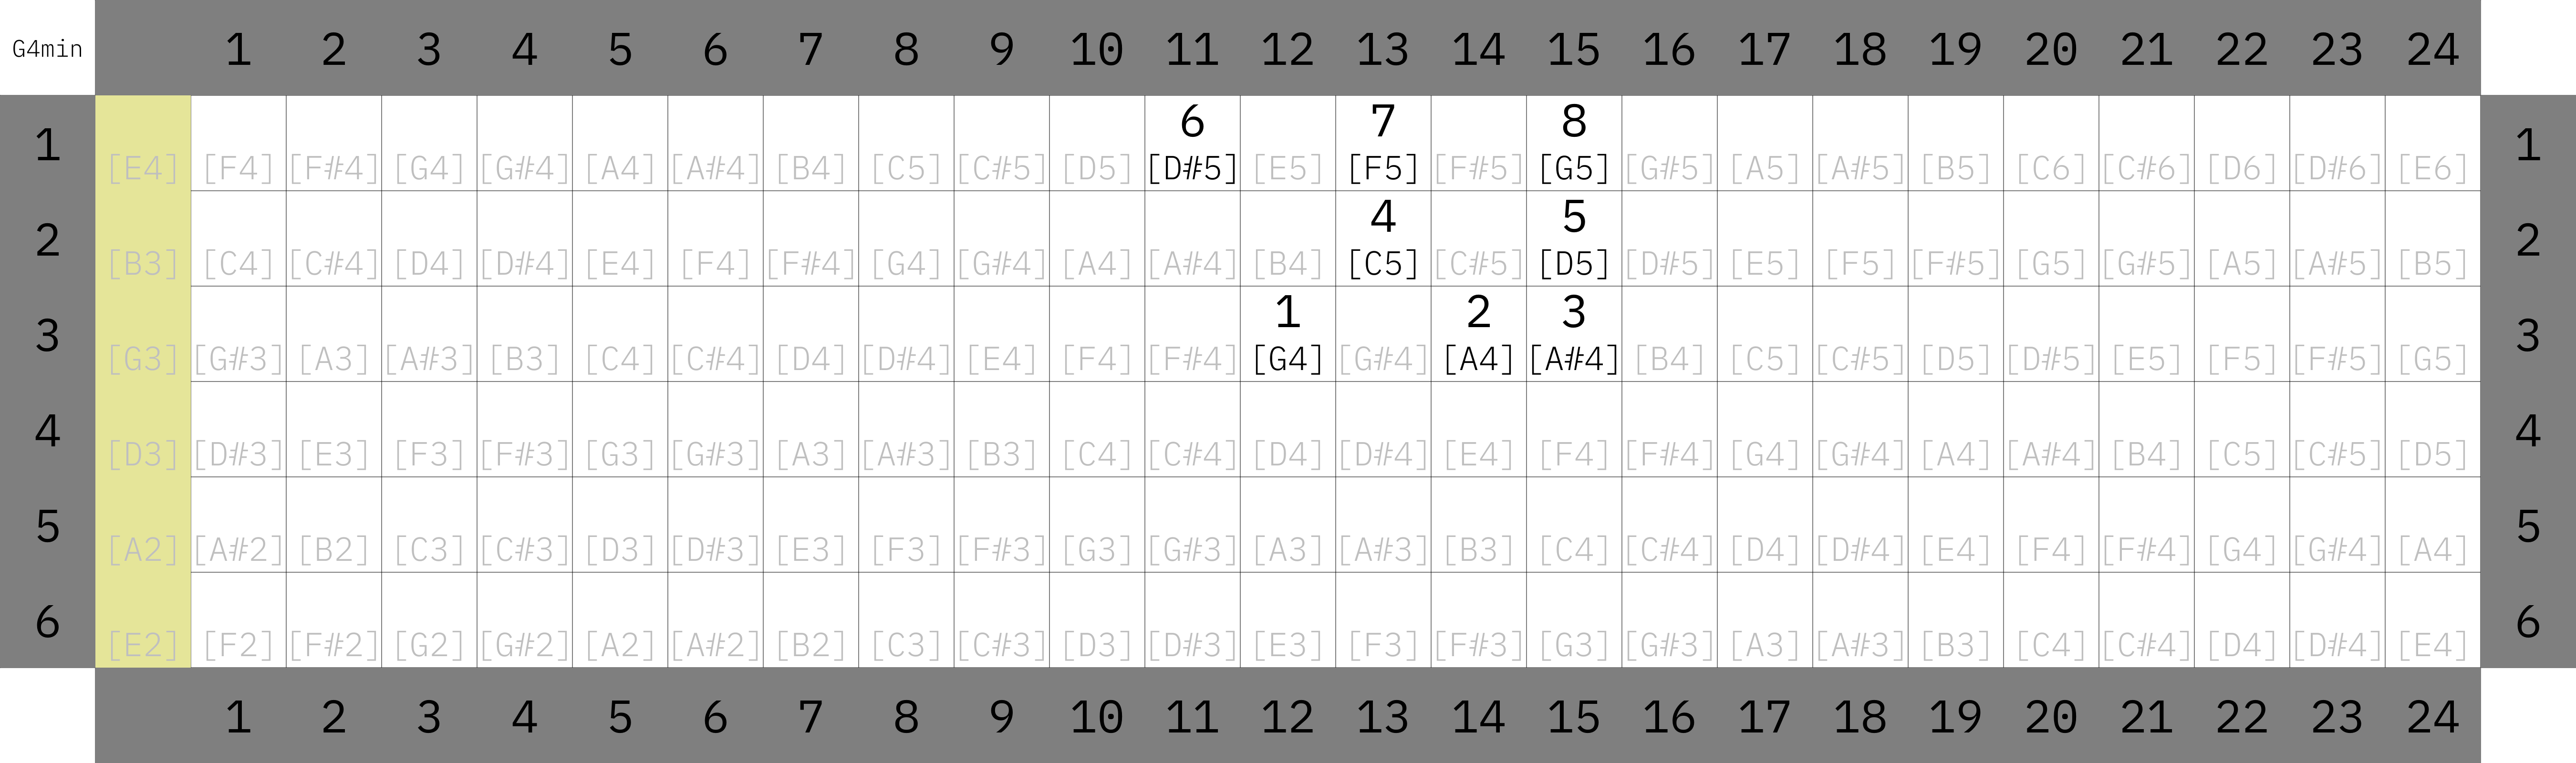 G4min 1 2 3 4 5 6 7 8 9 10 11 12 13 14 15 16 17 18 19 20 21 22 23 24
6 7 8
1 [E4] [F4] [F#4] [G4] [G#4] [A4] [A#4] [B4] [C5] [C#5] [D5] [D#5] [E5] [F5] [F#5] [G5] [G#5] [A5] [A#5] [B5] [C6] [C#6] [D6] [D#6] [E6] 1
4 5
2 [B3] [C4] [C#4] [D4] [D#4] [E4] [F4] [F#4] [G4] [G#4] [A4] [A#4] [B4] [C5] [C#5] [D5] [D#5] [E5] [F5] [F#5] [G5] [G#5] [A5] [A#5] [B5] 2
1 2 3
3 [G3] [G#3] [A3] [A#3] [B3] [C4] [C#4] [D4] [D#4] [E4] [F4] [F#4] [G4] [G#4] [A4] [A#4] [B4] [C5] [C#5] [D5] [D#5] [E5] [F5] [F#5] [G5] 3
4 [D3] [D#3] [E3] [F3] [F#3] [G3] [G#3] [A3] [A#3] [B3] [C4] [C#4] [D4] [D#4] [E4] [F4] [F#4] [G4] [G#4] [A4] [A#4] [B4] [C5] [C#5] [D5] 4
5 [A2] [A#2] [B2] [C3] [C#3] [D3] [D#3] [E3] [F3] [F#3] [G3] [G#3] [A3] [A#3] [B3] [C4] [C#4] [D4] [D#4] [E4] [F4] [F#4] [G4] [G#4] [A4] 5
6 [E2] [F2] [F#2] [G2] [G#2] [A2] [A#2] [B2] [C3] [C#3] [D3] [D#3] [E3] [F3] [F#3] [G3] [G#3] [A3] [A#3] [B3] [C4] [C#4] [D4] [D#4] [E4] 6
1 2 3 4 5 6 7 8 9 10 11 12 13 14 15 16 17 18 19 20 21 22 23 24